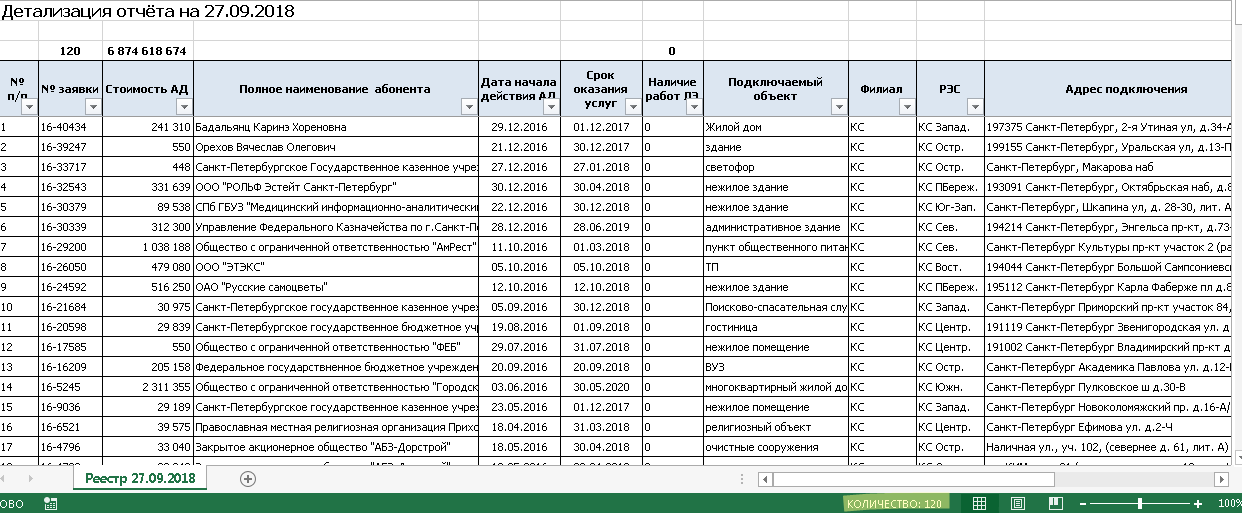 Детализация отчёта на 27.09.2018
120 6 874 618 674 0
№ п/п № заявки Стоимость АД Полное наименование абонента Дата начала действия АД Срок оказания услуг Наличие работ ЛЭ Подключаемый объект Филиал РЭС Адрес подключения
1 16-40434 241 310 Бадальянц Каринэ Хореновна 29.12.2016 01.12.2017 0 Жилой дом КС КС Запад. 197375 Санкт-Петербург, 2-я Утиная ул, д.34-А
2 16-39247 550 Орехов Вячеслав Олегович 21.12.2016 30.12.2017 0 здание КС КС Остр. 199155 Санкт-Петербург, Уральская ул, д.13-П
3 16-33717 448 Санкт-Петербургское Государственное казенное учре 27.12.2016 27.01.2018 0 светофор КС КС Остр. Санкт-Петербург, Макарова наб
4 16-32543 331 639 ООО "РОЛЬФ Эстейт Санкт-Петербург" 30.12.2016 30.04.2018 0 нежилое здание КС КС ПБереж. 193091 Санкт-Петербург, Октябрьская наб, д.8
5 16-30379 89 538 СПб ГБУЗ "Медицинский информационно-аналитический 22.12.2016 30.12.2018 0 нежилое здание КС КС Юг-Зап. Санкт-Петербург, Шкапина ул, д. 28-30, лит. А
6 16-30339 312 300 Управление Федерального Казначейства по г.Санкт-П 28.12.2016 28.06.2019 0 административное здание КС КС Сев. 194214 Санкт-Петербург, Энгельса пр-кт, д.73-
7 16-29200 1 038 188 Общество с ограниченной ответственностью "АмРест" 11.10.2016 01.03.2018 0 пункт общественного питан КС КС Сев. Санкт-Петербург Культуры пр-кт участок 2 (ра
8 16-26050 479 080 ООО "ЭТЭКС" 05.10.2016 05.10.2018 0 ТП КС КС Вост. 194044 Санкт-Петербург Большой Сампсониевс
9 16-24592 516 250 ОАО "Русские самоцветы" 12.10.2016 12.10.2018 0 нежилое здание КС КС ПБереж. 195112 Санкт-Петербург Карла Фаберже пл д.8
10 16-21684 30 975 Санкт-Петербургское государственное казенное учре 05.09.2016 30.12.2018 0 Поисково-спасательная слу КС КС Запад. Санкт-Петербург Приморский пр-кт участок 84,
11 16-20598 29 839 Санкт-Петербургское государственное бюджетное уч 19.08.2016 01.09.2018 0 гостиница КС КС Центр. 191119 Санкт-Петербург Звенигородская ул. д
12 16-17585 550 Общество с ограниченной ответственностью "ФЕБ" 29.07.2016 31.07.2018 0 нежилое помещение КС КС Центр. 191002 Санкт-Петербург Владимирский пр-кт д
13 16-16209 205 158 Федеральное государственное бюджетное учрежден 20.09.2016 20.09.2018 0 ВУЗ КС КС Остр. Санкт-Петербург Академика Павлова ул. д.12-
14 16-5245 2 311 355 Общество с ограниченной ответственностью "Городск 03.06.2016 30.05.2020 0 многоквартирный жилой до КС КС Южн. Санкт-Петербург Пулковское ш д.30-В
15 16-9036 29 189 Санкт-Петербургское государственное казенное учре 23.05.2016 01.12.2017 0 нежилое помещение КС КС Запад. Санкт-Петербург Новоколомяжский пр. д.16-А/
16 16-6521 39 575 Православная местная религиозная организация Прихо 18.04.2016 31.03.2018 0 религиозный объект КС КС Центр. Санкт-Петербург Ефимова ул. д.2-Ч
17 16-4796 33 040 Закрытое акционерное общество "АБЗ-Дорстрой" 18.05.2016 30.04.2018 0 очистные сооружения КС КС Остр. Наличная ул., уч. 102, (севернее д. 61, лит. А)
Реестр 27.09.2018
ОВО КОЛИЧЕСТВО: 120 100%